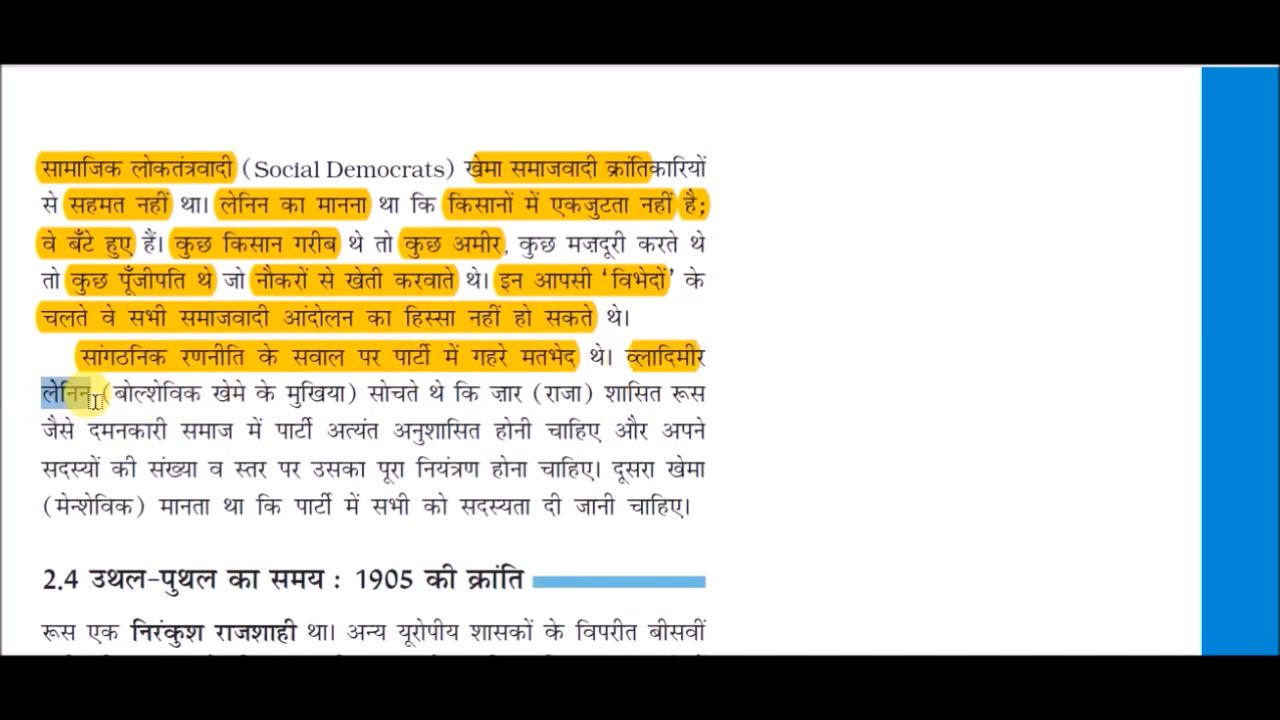 सामाजिक लोकतंत्रवादी (Social Democrats) खेमा समाजवादी क्रांतिकारियों
से सहमत नहीं था। लेनिन का मानना था कि किसानों में एकजुटता नहीं है;
वे बँटे हुए हैं। कुछ किसान गरीब थे तो कुछ अमीर, कुछ मज़दूरी करते थे
तो कुछ पूँजीपति थे जो नौकरों से खेती करवाते थे। इन आपसी ‘विभेदों’ के
चलते वे सभी समाजवादी आंदोलन का हिस्सा नहीं हो सकते थे।
सांगठनिक रणनीति के सवाल पर पार्टी में गहरे मतभेद थे। व्लादिमीर
लेनिन (बोल्शेविक खेमे के मुखिया) सोचते थे कि ज़ार (राजा) शासित रूस
जैसे दमनकारी समाज में पार्टी अत्यंत अनुशासित होनी चाहिए और अपने
सदस्यों की संख्या व स्तर पर उसका पूरा नियंत्रण होना चाहिए। दूसरा खेमा
(मेन्शेविक) मानता था कि पार्टी में सभी को सदस्यता दी जानी चाहिए।
2.4 उथल-पुथल का समय : 1905 की क्रांति
रूस एक निरंकुश राजशाही था। अन्य यूरोपीय शासकों के विपरीत बीसवीं